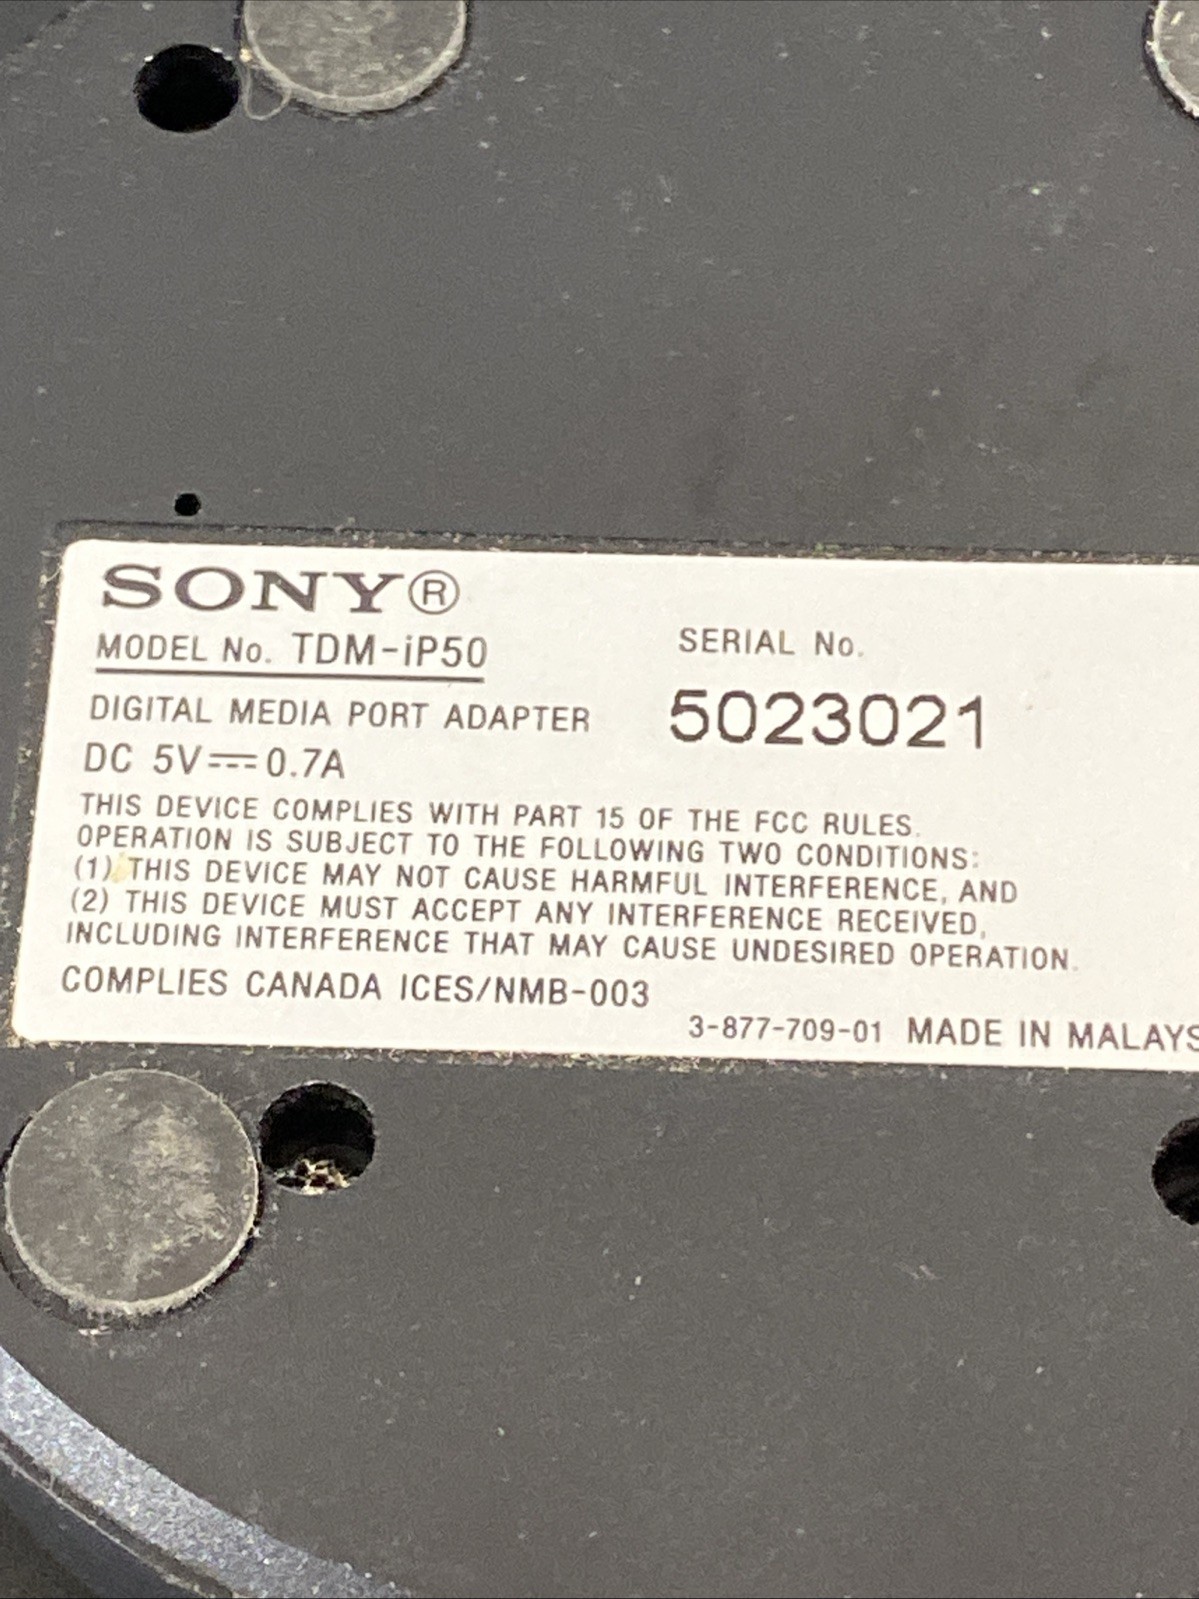 SONY®
MODEL No. TDM-iP50
SERIAL No.
DIGITAL MEDIA PORT ADAPTER
5023021
DC 5V⎓0.7A
THIS DEVICE COMPLIES WITH PART 15 OF THE FCC RULES.
OPERATION IS SUBJECT TO THE FOLLOWING TWO CONDITIONS:
(1) THIS DEVICE MAY NOT CAUSE HARMFUL INTERFERENCE, AND
(2) THIS DEVICE MUST ACCEPT ANY INTERFERENCE RECEIVED,
INCLUDING INTERFERENCE THAT MAY CAUSE UNDESIRED OPERATION.
COMPLIES CANADA ICES/NMB-003
3-877-709-01 MADE IN MALAYS